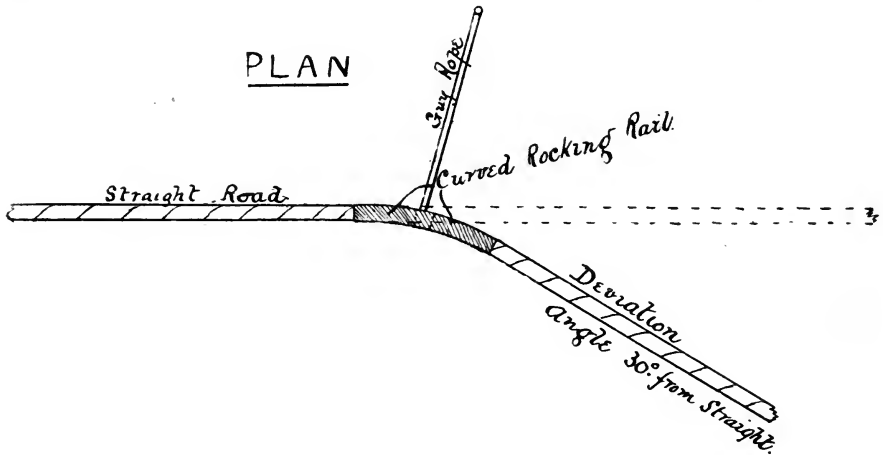 PLAN
Guy Rope
Curved Rocking Rail.
Straight Road
Deviation
Angle 30° from Straight.